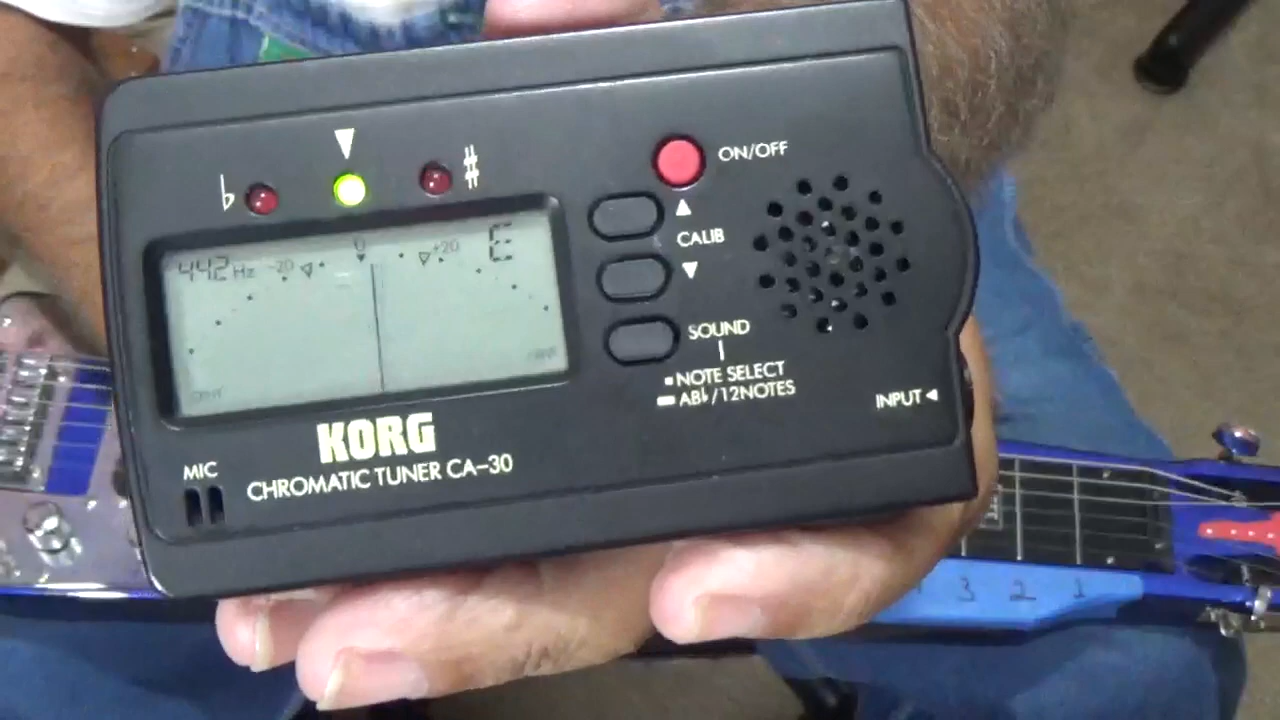 ON/OFF
♭ ▼ ♯
442 Hz -20 0 +20 E
▲
CALIB
▼
SOUND
▪NOTE SELECT
▬ AB♭/12NOTES
INPUT ◀
KORG
CHROMATIC TUNER CA-30
MIC
3 2 1